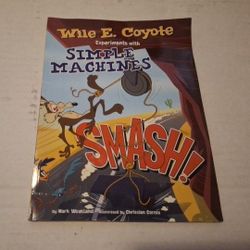 Wile E. Coyote
Experiments with
SIMPLE
MACHINES
SMASH!
by Mark Weakland illustrated by Christian Cornia